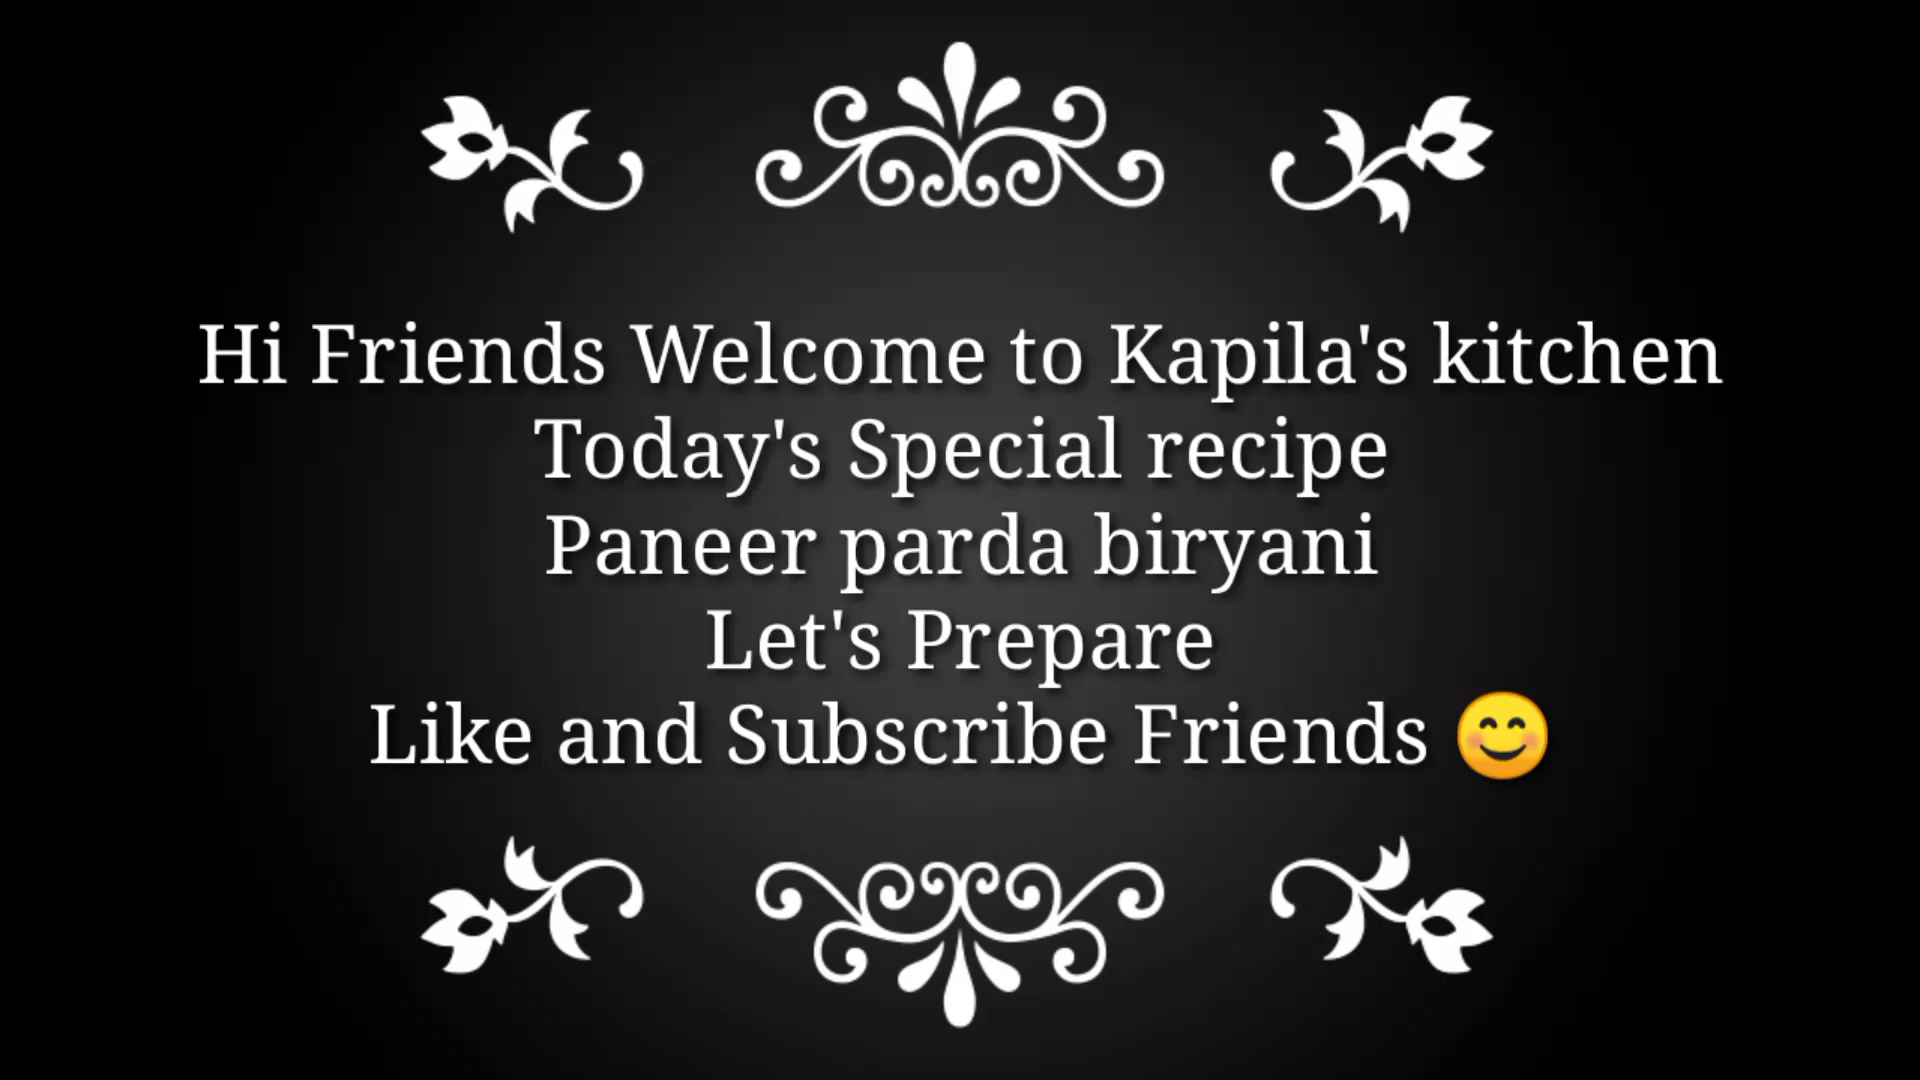 Hi Friends Welcome to Kapila's kitchen
Today's Special recipe
Paneer parda biryani
Let's Prepare
Like and Subscribe Friends 😊